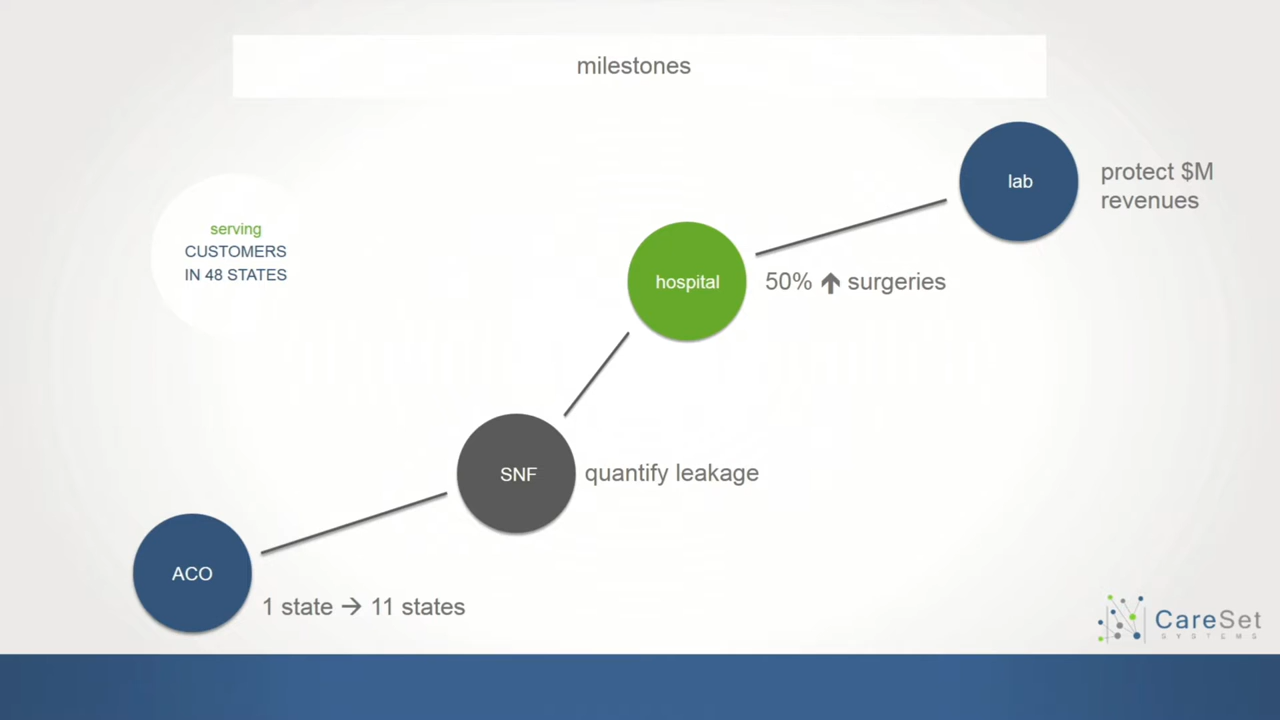 milestones
lab
protect $M
revenues
serving
CUSTOMERS
IN 48 STATES
hospital
50% ↑ surgeries
SNF
quantify leakage
ACO
1 state → 11 states
CareSet
SYSTEMS